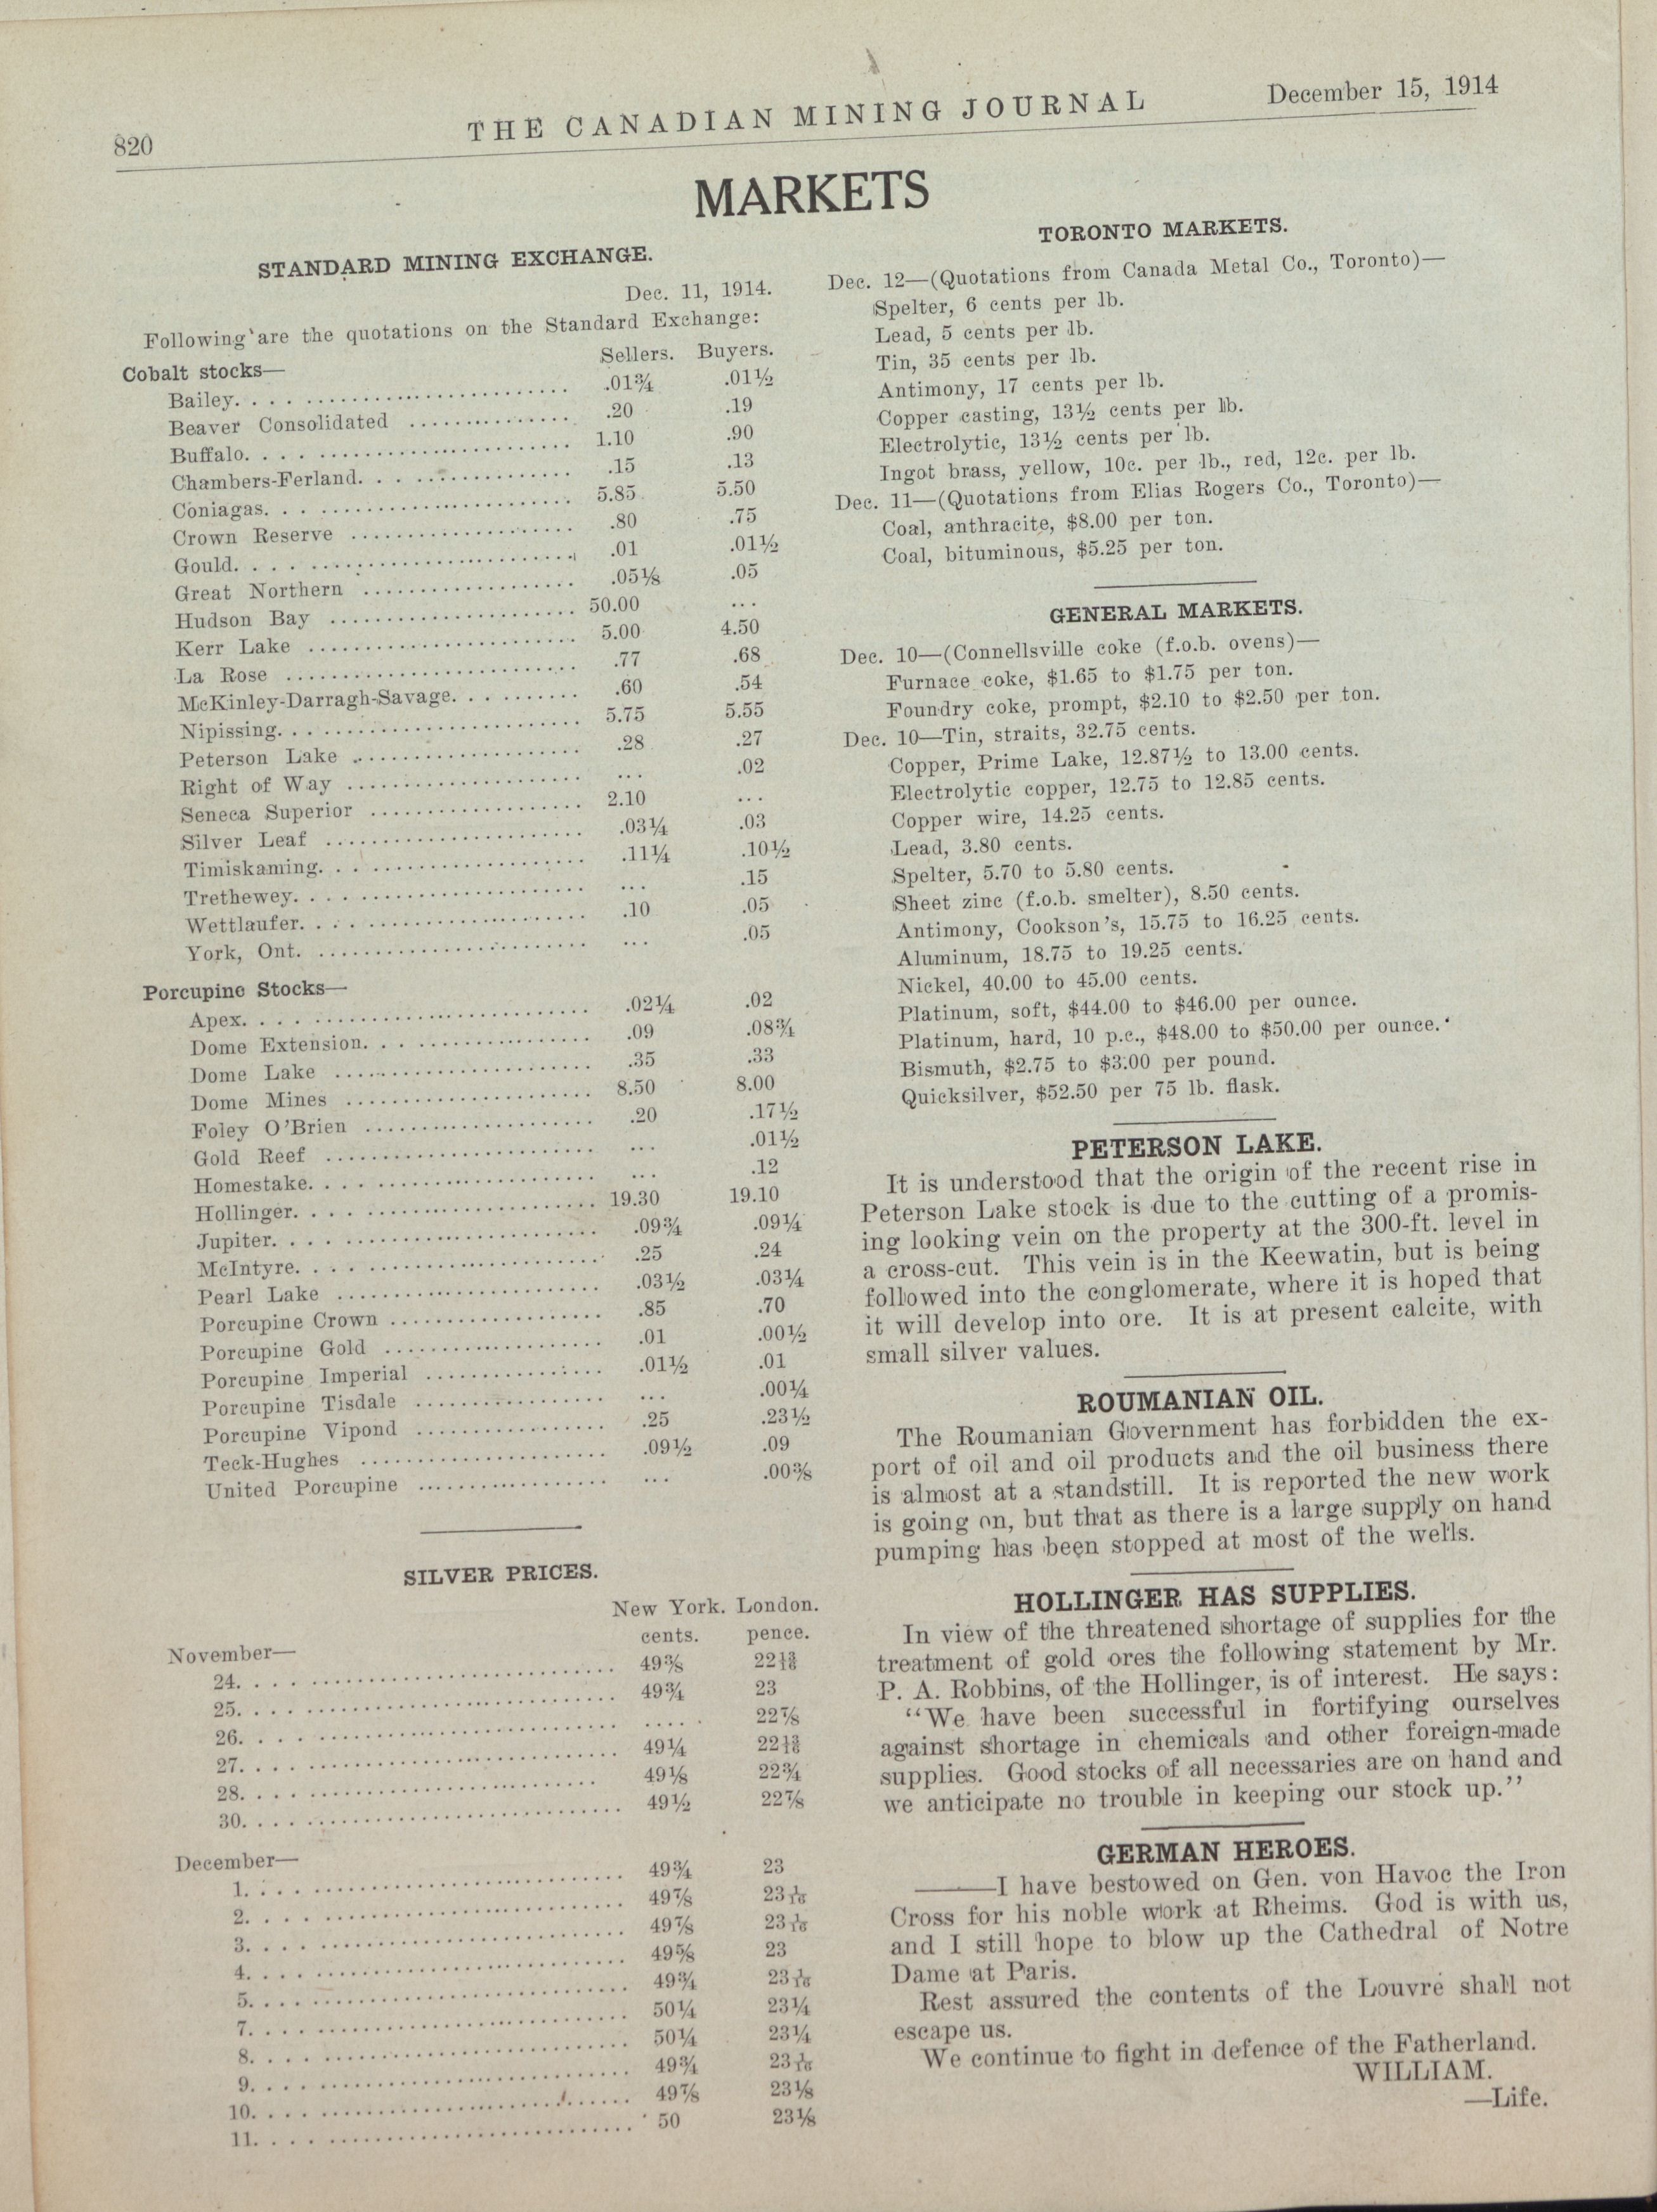 820
THE CANADIAN MINING JOURNAL
December 15, 1914
MARKETS
STANDARD MINING EXCHANGE.
Dec. 11, 1914.
Following are the quotations on the Standard Exchange:
Sellers. Buyers.
Cobalt stocks—
Bailey. . . . .01¾ .01½
Beaver Consolidated .20 .19
Buffalo. . . . 1.10 .90
Chambers-Ferland. . . .15 .13
Coniagas. . . 5.85 5.50
Crown Reserve .80 .75
Gould. . . . .01 .01½
Great Northern .05⅛ .05
Hudson Bay 50.00 ...
Kerr Lake 5.00 4.50
La Rose .77 .68
McKinley-Darragh-Savage. . . .60 .54
Nipissing. . . 5.75 5.55
Peterson Lake .28 .27
Right of Way ... .02
Seneca Superior 2.10 ...
Silver Leaf .03¼ .03
Timiskaming. . . .11¼ .10½
Trethewey. . . ... .15
Wettlaufer. . . .10 .05
York, Ont. ... .05
Porcupine Stocks—
Apex. . . . .02¼ .02
Dome Extension. . . .09 .08¾
Dome Lake .35 .33
Dome Mines 8.50 8.00
Foley O'Brien .20 .17½
Gold Reef ... .01½
Homestake. . . ... .12
Hollinger. . . . 19.30 19.10
Jupiter. . . . .09¾ .09¼
McIntyre. . . . .25 .24
Pearl Lake .03½ .03¼
Porcupine Crown .85 .70
Porcupine Gold .01 .00½
Porcupine Imperial .01½ .01
Porcupine Tisdale ... .00¼
Porcupine Vipond .25 .23½
Teck-Hughes .09½ .09
United Porcupine ... .00⅜
SILVER PRICES.
New York. London.
cents. pence.
November—
24. . . . 49⅜ 22 13/16
25. . . . 49¾ 23
26. . . . .... 22⅞
27. . . . 49¼ 22 13/16
28. . . . 49⅛ 22¾
30. . . . 49½ 22⅞
December—
1. . . . 49¾ 23
2. . . . 49⅞ 23 1/16
3. . . . 49⅞ 23 1/16
4. . . . 49⅝ 23
5. . . . 49¾ 23 1/16
7. . . . 50¼ 23¼
8. . . . 50¼ 23¼
9. . . . 49¾ 23 1/16
10. . . . 49⅞ 23⅛
11. . . . 50 23⅛
TORONTO MARKETS.
Dec. 12—(Quotations from Canada Metal Co., Toronto)—
Spelter, 6 cents per lb.
Lead, 5 cents per lb.
Tin, 35 cents per lb.
Antimony, 17 cents per lb.
Copper casting, 13½ cents per lb.
Electrolytic, 13½ cents per lb.
Ingot brass, yellow, 10c. per lb., red, 12c. per lb.
Dec. 11—(Quotations from Elias Rogers Co., Toronto)—
Coal, anthracite, $8.00 per ton.
Coal, bituminous, $5.25 per ton.
GENERAL MARKETS.
Dec. 10—(Connellsville coke (f.o.b. ovens)—
Furnace coke, $1.65 to $1.75 per ton.
Foundry coke, prompt, $2.10 to $2.50 per ton.
Dec. 10—Tin, straits, 32.75 cents.
Copper, Prime Lake, 12.87½ to 13.00 cents.
Electrolytic copper, 12.75 to 12.85 cents.
Copper wire, 14.25 cents.
Lead, 3.80 cents.
Spelter, 5.70 to 5.80 cents.
Sheet zinc (f.o.b. smelter), 8.50 cents.
Antimony, Cookson's, 15.75 to 16.25 cents.
Aluminum, 18.75 to 19.25 cents.
Nickel, 40.00 to 45.00 cents.
Platinum, soft, $44.00 to $46.00 per ounce.
Platinum, hard, 10 p.c., $48.00 to $50.00 per ounce.
Bismuth, $2.75 to $3.00 per pound.
Quicksilver, $52.50 per 75 lb. flask.
PETERSON LAKE.
It is understood that the origin of the recent rise in
Peterson Lake stock is due to the cutting of a promis-
ing looking vein on the property at the 300-ft. level in
a cross-cut. This vein is in the Keewatin, but is being
followed into the conglomerate, where it is hoped that
it will develop into ore. It is at present calcite, with
small silver values.
ROUMANIAN OIL.
The Roumanian Government has forbidden the ex-
port of oil and oil products and the oil business there
is almost at a standstill. It is reported the new work
is going on, but that as there is a large supply on hand
pumping has been stopped at most of the wells.
HOLLINGER HAS SUPPLIES.
In view of the threatened shortage of supplies for the
treatment of gold ores the following statement by Mr.
P. A. Robbins, of the Hollinger, is of interest. He says:
"We have been successful in fortifying ourselves
against shortage in chemicals and other foreign-made
supplies. Good stocks of all necessaries are on hand and
we anticipate no trouble in keeping our stock up."
GERMAN HEROES.
——I have bestowed on Gen. von Havoc the Iron
Cross for his noble work at Rheims. God is with us,
and I still hope to blow up the Cathedral of Notre
Dame at Paris.
Rest assured the contents of the Louvre shall not
escape us.
We continue to fight in defence of the Fatherland.
WILLIAM.
—Life.